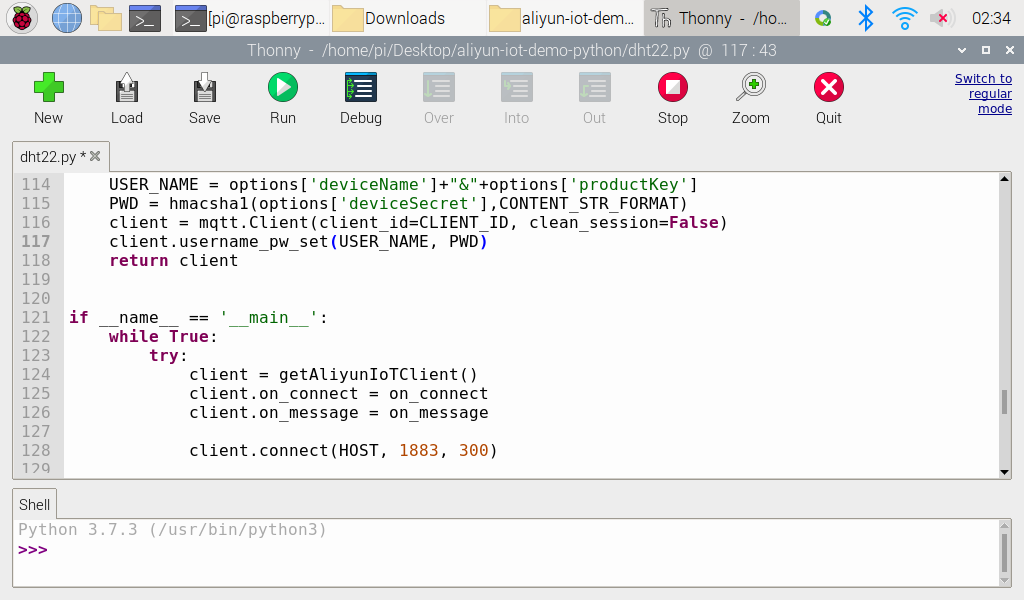 [pi@raspberryp... Downloads aliyun-iot-dem... Thonny - /ho... 02:34
Thonny - /home/pi/Desktop/aliyun-iot-demo-python/dht22.py @ 117 : 43
New Load Save Run Debug Over Into Out Stop Zoom Quit
Switch to
regular
mode
dht22.py *
114 USER_NAME = options['deviceName']+"&"+options['productKey']
115 PWD = hmacsha1(options['deviceSecret'],CONTENT_STR_FORMAT)
116 client = mqtt.Client(client_id=CLIENT_ID, clean_session=False)
117 client.username_pw_set(USER_NAME, PWD)
118 return client
119
120
121 if __name__ == '__main__':
122 while True:
123 try:
124 client = getAliyunIoTClient()
125 client.on_connect = on_connect
126 client.on_message = on_message
127
128 client.connect(HOST, 1883, 300)
129
Shell
Python 3.7.3 (/usr/bin/python3)
>>>